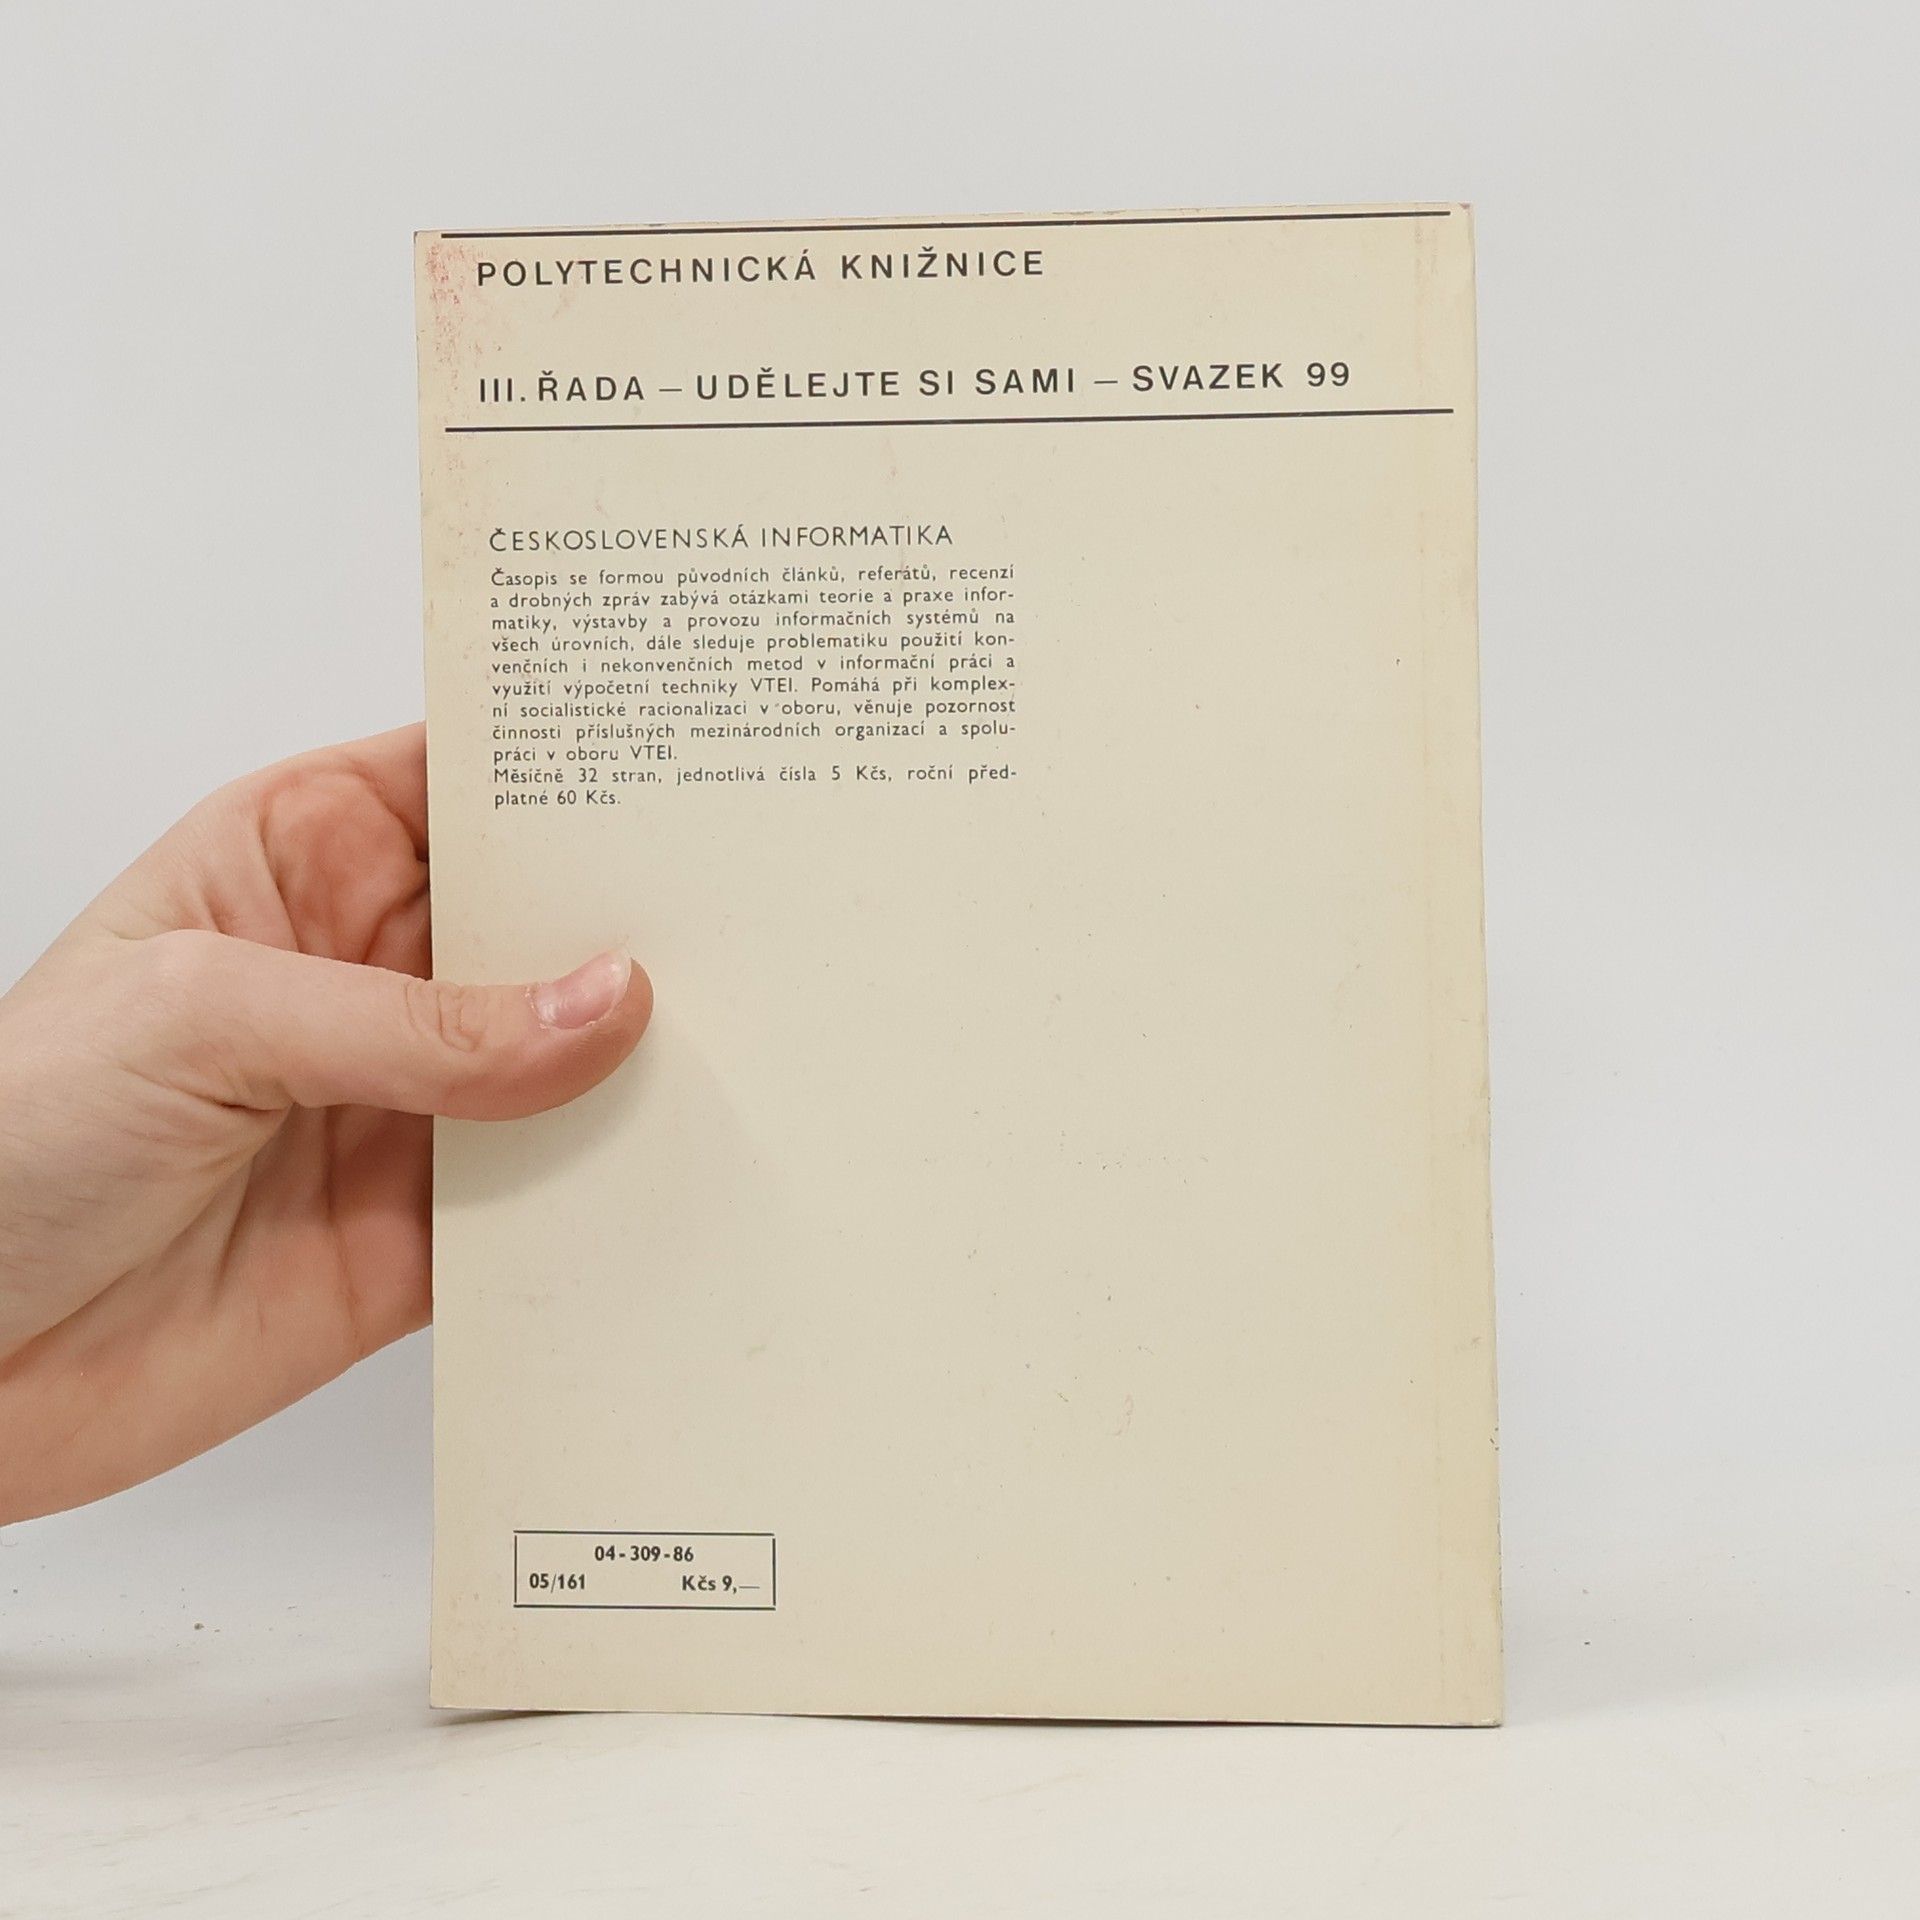 POLYTECHNICKÁ KNIŽNICE
III. ŘADA – UDĚLEJTE SI SAMI – SVAZEK 99
ČESKOSLOVENSKÁ INFORMATIKA
Časopis se formou původních článků, referátů, recenzí
a drobných zpráv zabývá otázkami teorie a praxe infor-
matiky, výstavby a provozu informačních systémů na
všech úrovních, dále sleduje problematiku použití kon-
venčních i nekonvenčních metod v informační práci a
využití výpočetní techniky VTEI. Pomáhá při komplex-
ní socialistické racionalizaci v oboru, věnuje pozornost
činnosti příslušných mezinárodních organizací a spolu-
práci v oboru VTEI.
Měsíčně 32 stran, jednotlivá čísla 5 Kčs, roční před-
platné 60 Kčs.
04-309-86
05/161 Kčs 9,—